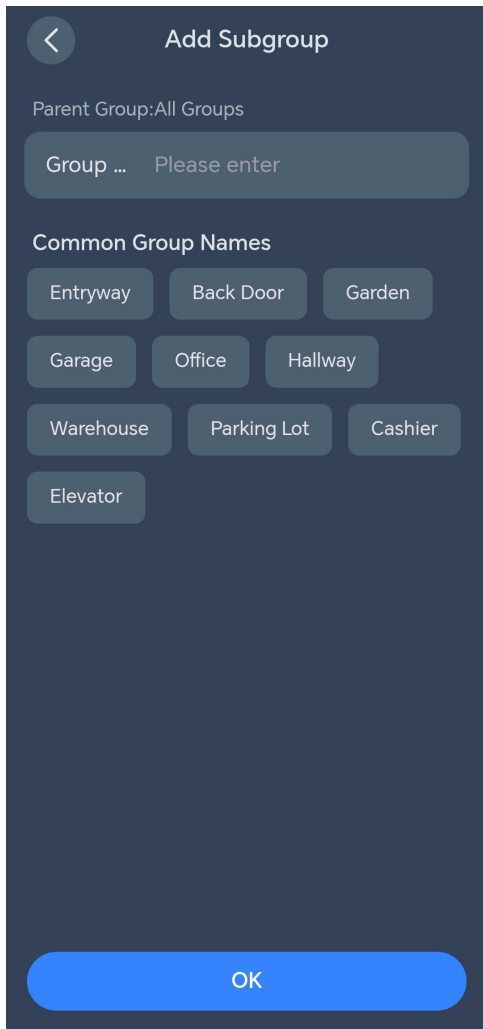 Add Subgroup
Parent Group:All Groups
Group ... Please enter
Common Group Names
Entryway Back Door Garden
Garage Office Hallway
Warehouse Parking Lot Cashier
Elevator
OK